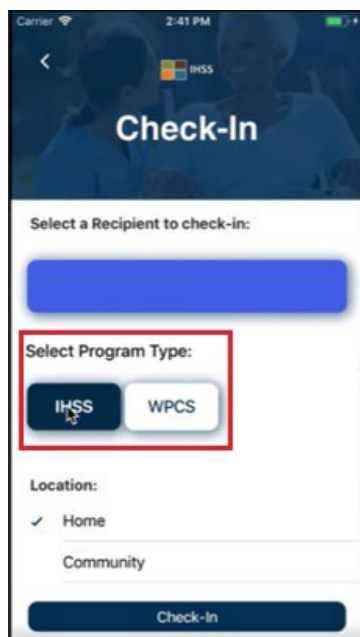 Carrier 2:41 PM
IHSS
Check-In
Select a Recipient to check-in:
Select Program Type:
IHSS WPCS
Location:
Home
Community
Check-In